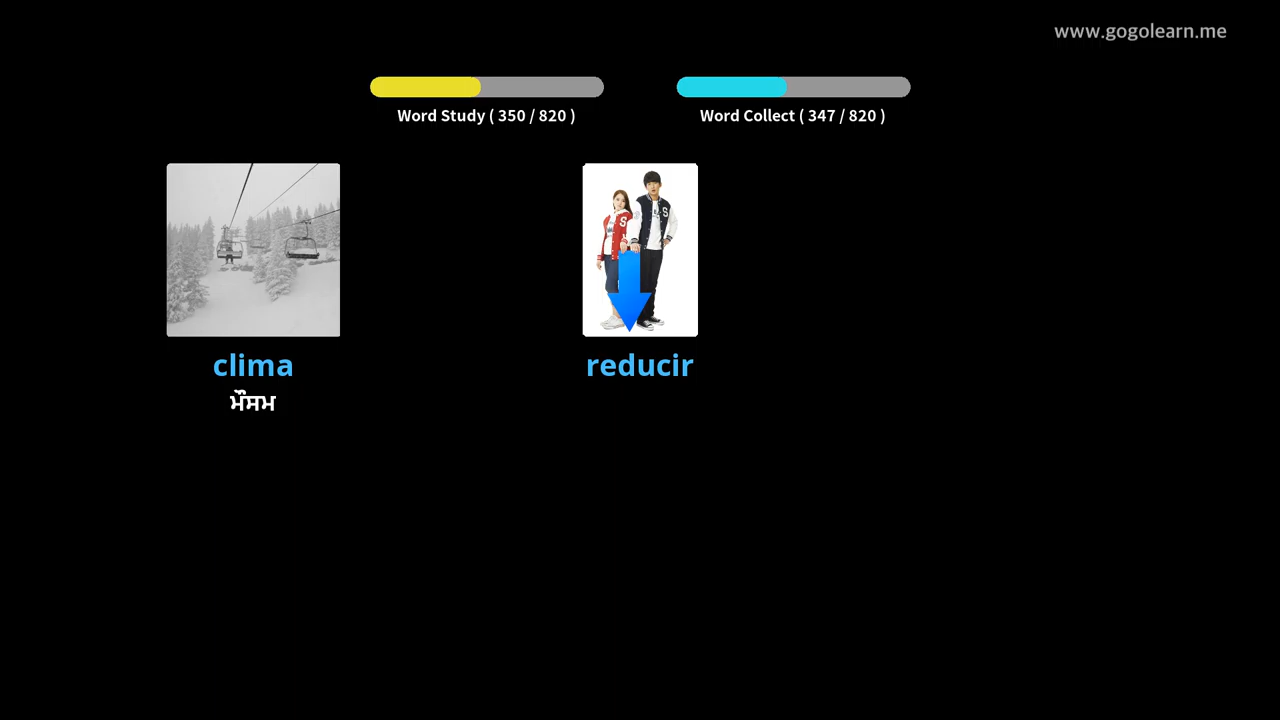 www.gogolearn.me
Word Study ( 350 / 820 )
Word Collect ( 347 / 820 )
S
S
clima
reducir
ਮੌਸਮ